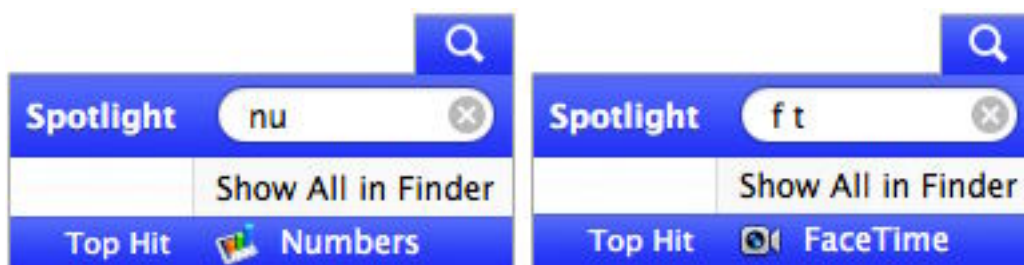 Spotlight nu
Show All in Finder
Top Hit Numbers
Spotlight f t
Show All in Finder
Top Hit FaceTime